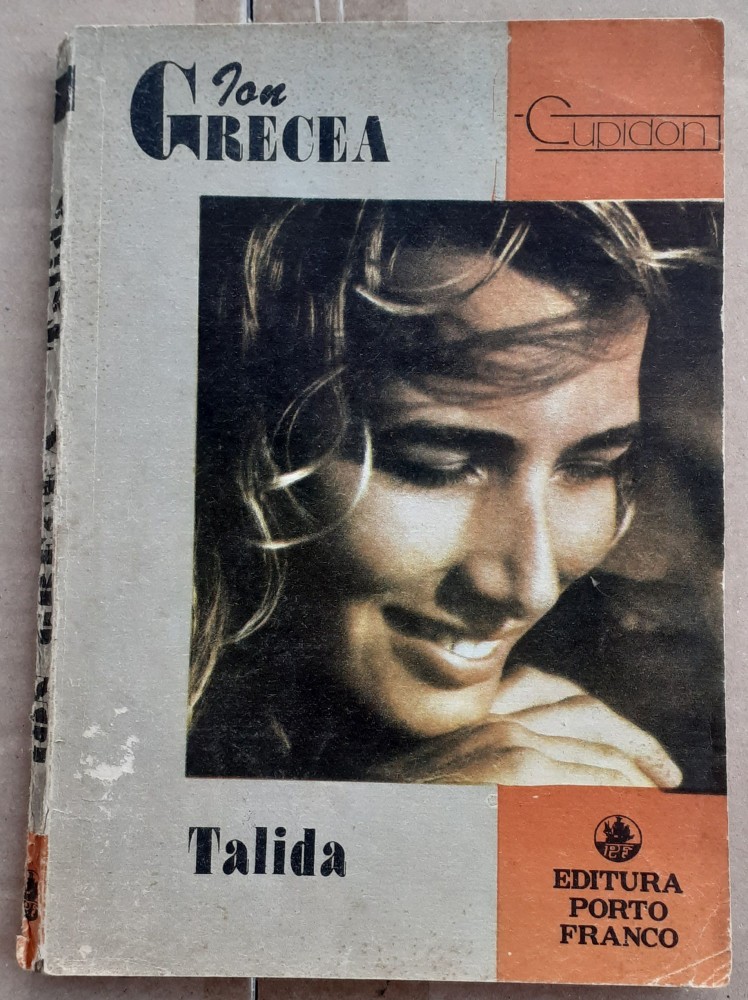 Ion
GRECEA
Cupidon
Talida
EDITURA
PORTO
FRANCO